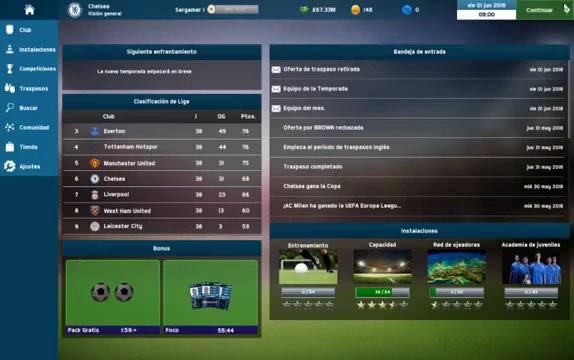 Chelsea
Visión general
Sergamer I
£67.33M
148
0
vie 01 jun 2018
09:00
Continuar
Club
Instalaciones
Competiciones
Traspasos
Buscar
Comunidad
Tienda
Ajustes
Siguiente enfrentamiento
La nueva temporada empezará en breve
Clasificación de Liga
Club J DG Ptos.
3 Everton 38 49 76
4 Tottenham Hotspur 38 44 76
5 Manchester United 38 31 75
6 Chelsea 38 31 68
7 Liverpool 38 23 66
8 West Ham United 38 13 60
9 Leicester City 38 3 59
Bonus
Pack Gratis 1:59
Foco 55:44
Bandeja de entrada
Oferta de traspaso retirada vie 01 jun 2018
Equipo de la Temporada vie 01 jun 2018
Equipo del mes. vie 01 jun 2018
Oferta por BROWN rechazada jue 31 may 2018
Empieza el período de traspasos inglés jue 31 may 2018
Traspaso completado jue 31 may 2018
Chelsea gana la Copa mié 30 may 2018
¡AC Milan ha ganado la UEFA Europa Leagu... mié 30 may 2018
Instalaciones
Entrenamiento
Capacidad
Red de ojeadores
Academia de juveniles